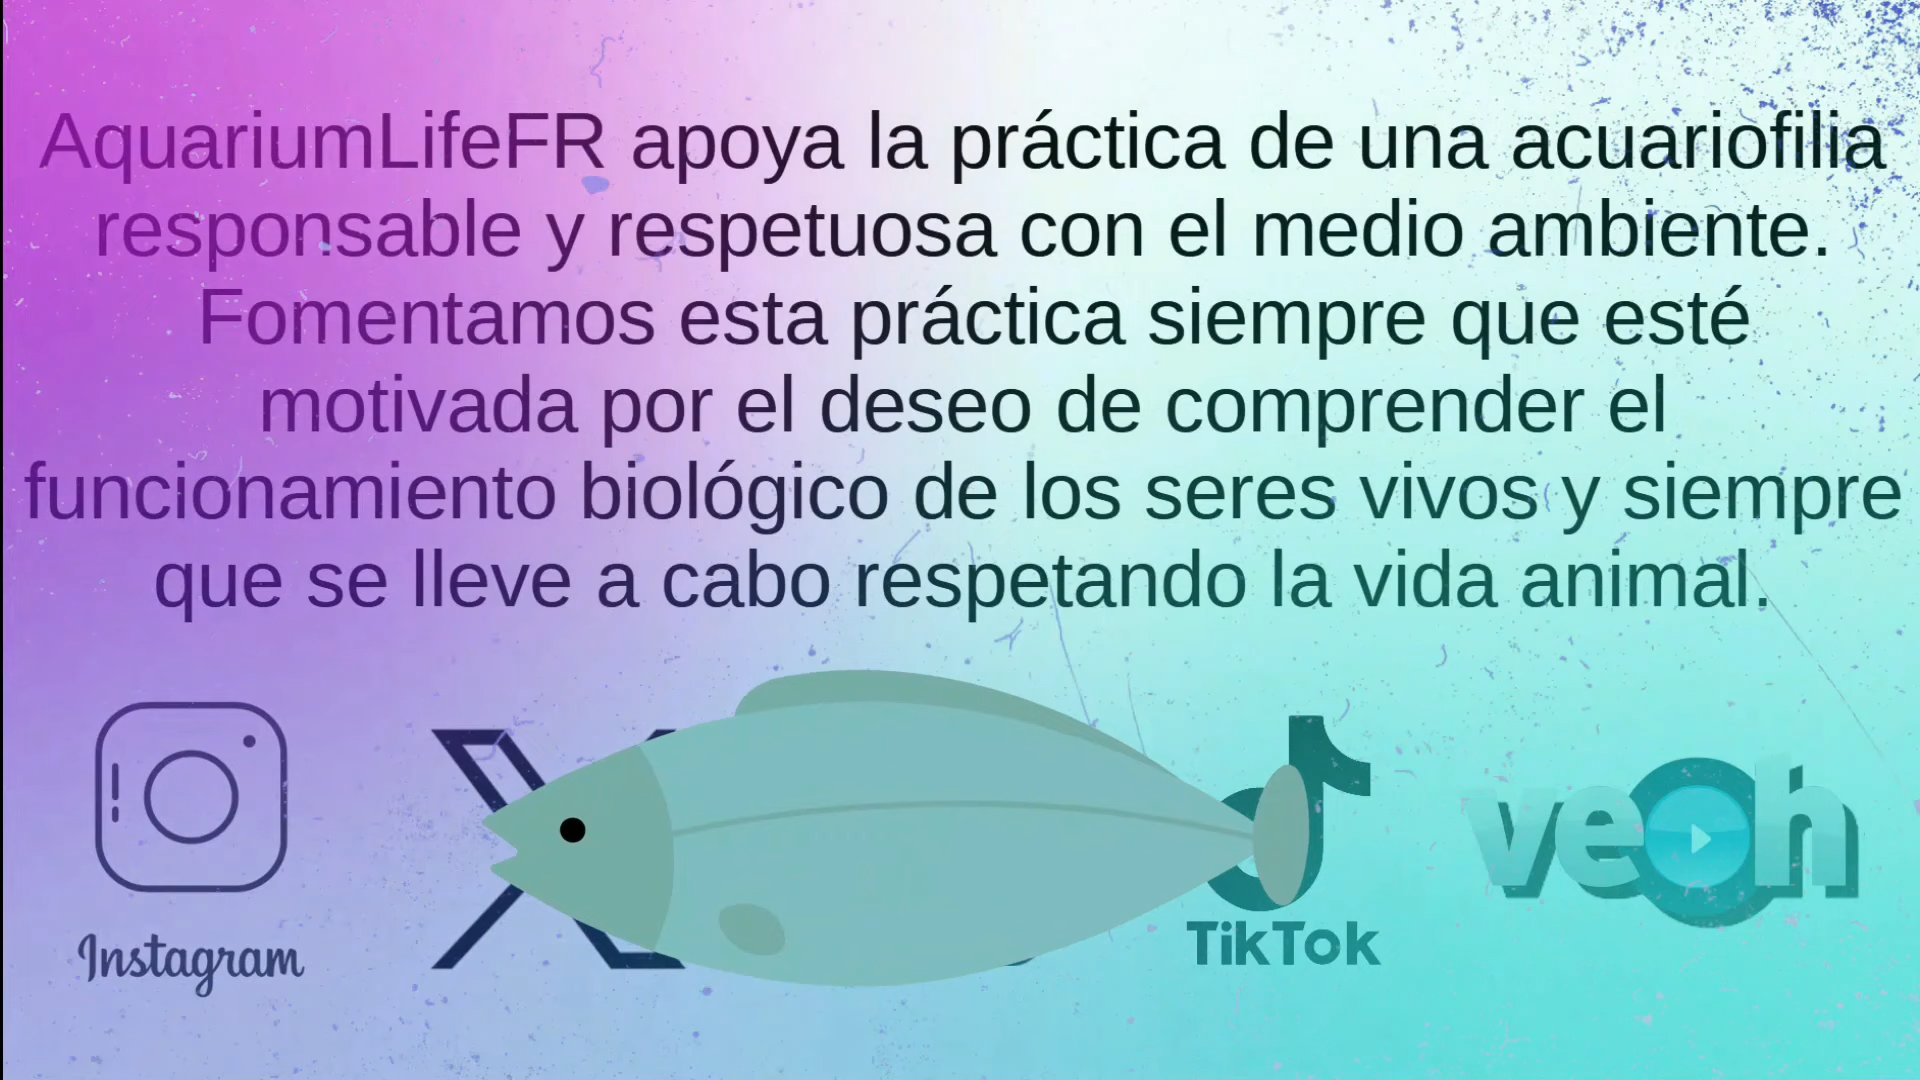 AquariumLifeFR apoya la práctica de una acuariofilia
responsable y respetuosa con el medio ambiente.
Fomentamos esta práctica siempre que esté
motivada por el deseo de comprender el
funcionamiento biológico de los seres vivos y siempre
que se lleve a cabo respetando la vida animal.
Instagram
X
TikTok
veoh